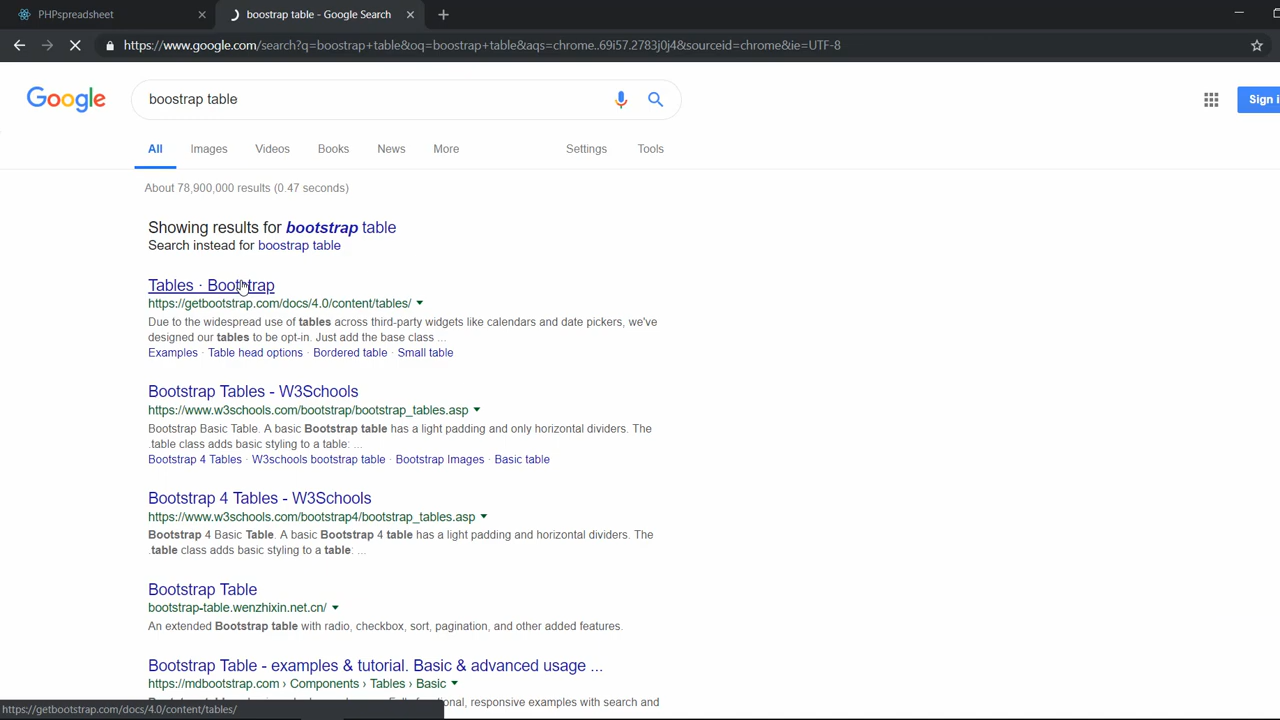 PHPspreadsheet
boostrap table - Google Search
https://www.google.com/search?q=boostrap+table&oq=boostrap+table&aqs=chrome..69i57.2783j0j4&sourceid=chrome&ie=UTF-8
Google
boostrap table
Sign i
All Images Videos Books News More Settings Tools
About 78,900,000 results (0.47 seconds)
Showing results for bootstrap table
Search instead for boostrap table
Tables · Bootstrap
https://getbootstrap.com/docs/4.0/content/tables/
Due to the widespread use of tables across third-party widgets like calendars and date pickers, we've
designed our tables to be opt-in. Just add the base class ...
Examples · Table head options · Bordered table · Small table
Bootstrap Tables - W3Schools
https://www.w3schools.com/bootstrap/bootstrap_tables.asp
Bootstrap Basic Table. A basic Bootstrap table has a light padding and only horizontal dividers. The
.table class adds basic styling to a table: ...
Bootstrap 4 Tables · W3schools bootstrap table · Bootstrap Images · Basic table
Bootstrap 4 Tables - W3Schools
https://www.w3schools.com/bootstrap4/bootstrap_tables.asp
Bootstrap 4 Basic Table. A basic Bootstrap 4 table has a light padding and horizontal dividers. The
.table class adds basic styling to a table: ...
Bootstrap Table
bootstrap-table.wenzhixin.net.cn/
An extended Bootstrap table with radio, checkbox, sort, pagination, and other added features.
Bootstrap Table - examples & tutorial. Basic & advanced usage ...
https://mdbootstrap.com › Components › Tables › Basic
responsive examples with search and
https://getbootstrap.com/docs/4.0/content/tables/